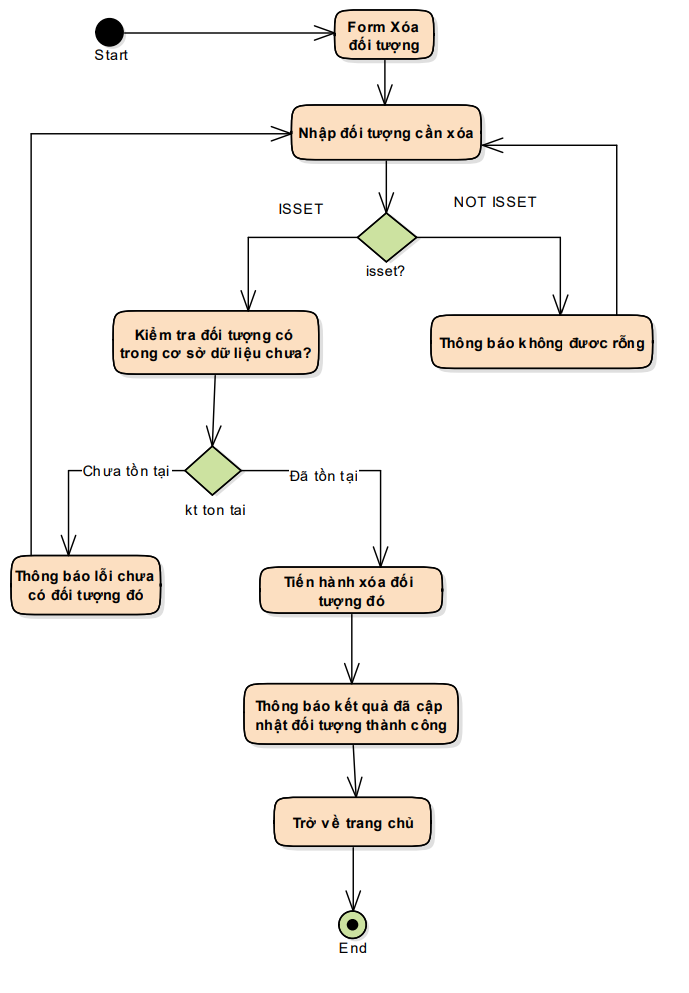 Form Xóa
đối tượng
Start
Nhập đối tượng cần xóa
ISSET
NOT ISSET
isset?
Kiểm tra đối tượng có
trong cơ sở dữ liệu chưa?
Thông báo không đươc rỗng
Chưa tồn tại
Đã tồn tại
kt ton tai
Thông báo lỗi chưa
có đối tượng đó
Tiến hành xóa đối
tượng đó
Thông báo kết quả đã cập
nhật đối tượng thành công
Trở về trang chủ
End